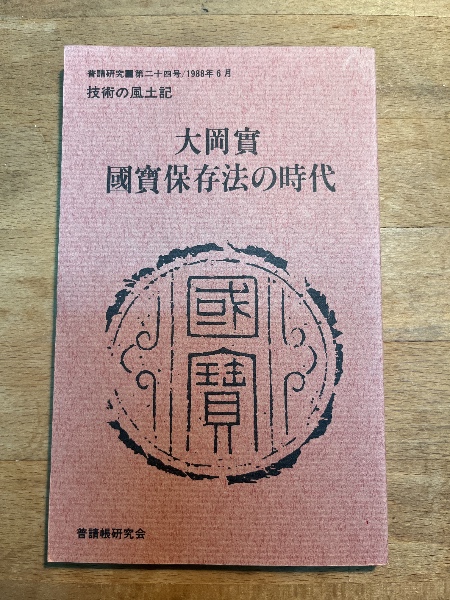 普請研究■第二十四号/1988年6月
技術の風土記
大岡實
國寳保存法の時代
國
寳
普請帳研究会